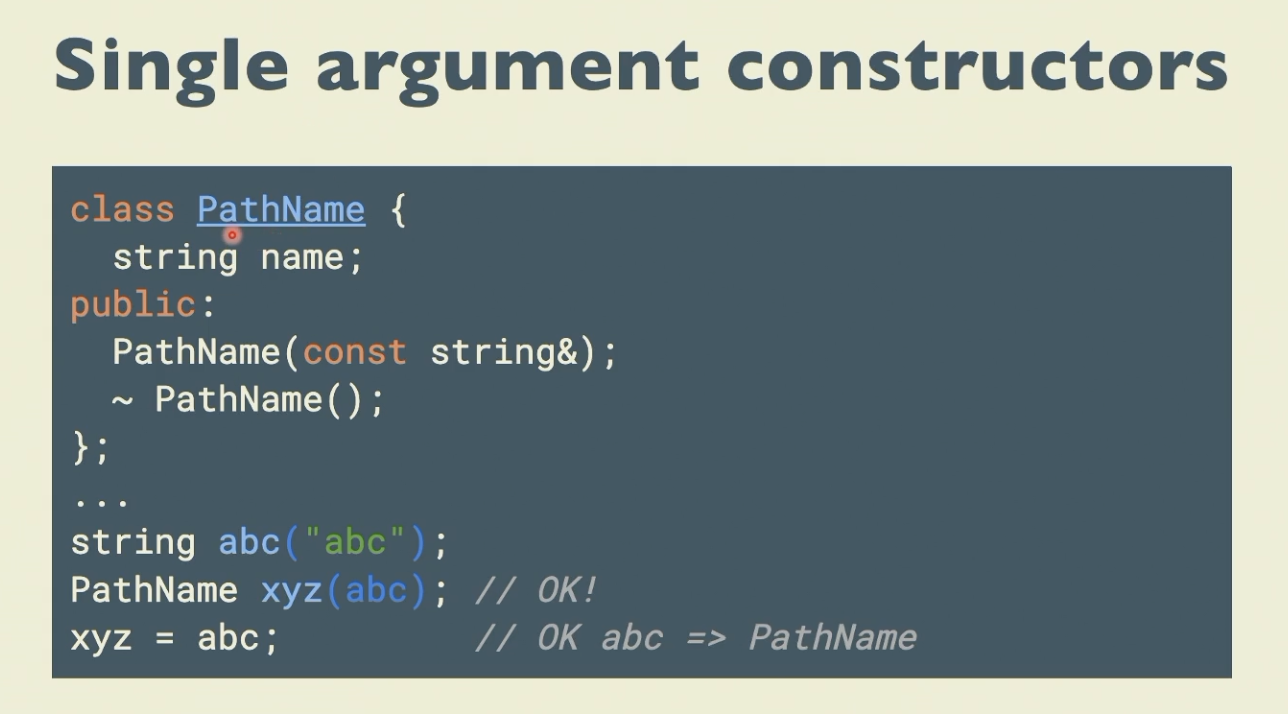 Single argument constructors
class PathName {
string name;
public:
PathName(const string&);
~ PathName();
};
...
string abc("abc");
PathName xyz(abc); // OK!
xyz = abc; // OK abc => PathName